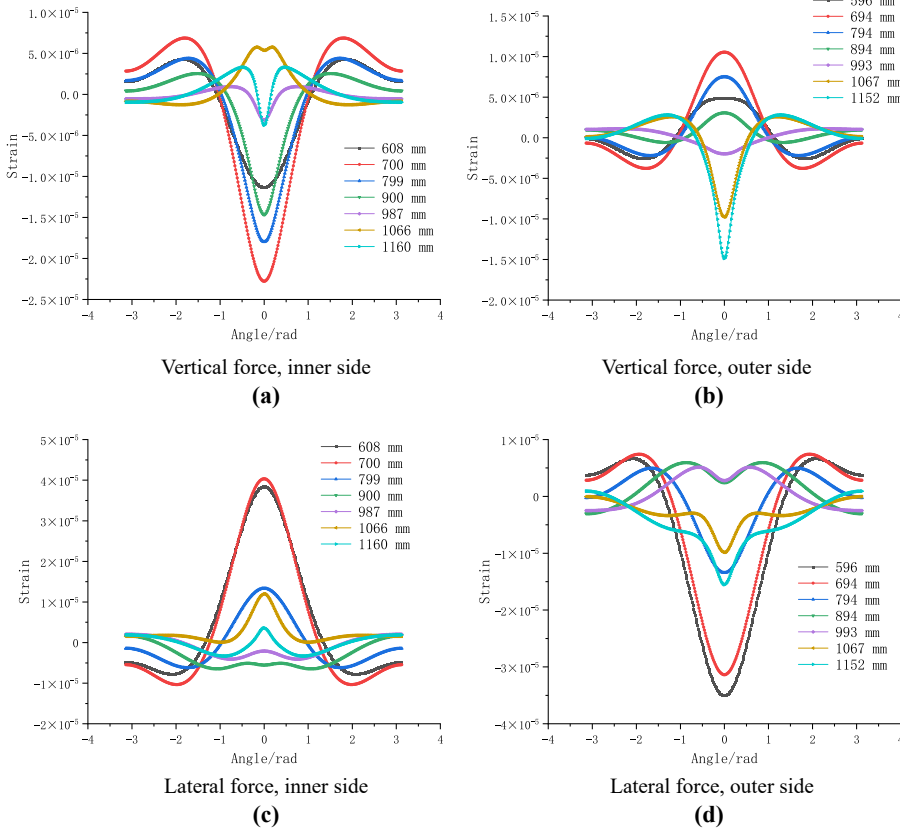 1.0×10⁻⁵
5.0×10⁻⁶
0.0
−5.0×10⁻⁶
−1.0×10⁻⁵
−1.5×10⁻⁵
−2.0×10⁻⁵
−2.5×10⁻⁵
Strain
608 mm
700 mm
799 mm
900 mm
987 mm
1066 mm
1160 mm
−4 −3 −2 −1 0 1 2 3 4
Angle/rad
Vertical force, inner side
(a)
1.5×10⁻⁵
1.0×10⁻⁵
5.0×10⁻⁶
0.0
−5.0×10⁻⁶
−1.0×10⁻⁵
−1.5×10⁻⁵
−2.0×10⁻⁵
Strain
596 mm
694 mm
794 mm
894 mm
993 mm
1067 mm
1152 mm
−4 −3 −2 −1 0 1 2 3 4
Angle/rad
Vertical force, outer side
(b)
5×10⁻⁵
4×10⁻⁵
3×10⁻⁵
2×10⁻⁵
1×10⁻⁵
0
−1×10⁻⁵
−2×10⁻⁵
Strain
608 mm
700 mm
799 mm
900 mm
987 mm
1066 mm
1160 mm
−4 −3 −2 −1 0 1 2 3 4
Angle/rad
Lateral force, inner side
(c)
1×10⁻⁵
0
−1×10⁻⁵
−2×10⁻⁵
−3×10⁻⁵
−4×10⁻⁵
Strain
596 mm
694 mm
794 mm
894 mm
993 mm
1067 mm
1152 mm
−4 −3 −2 −1 0 1 2 3 4
Angle/rad
Lateral force, outer side
(d)